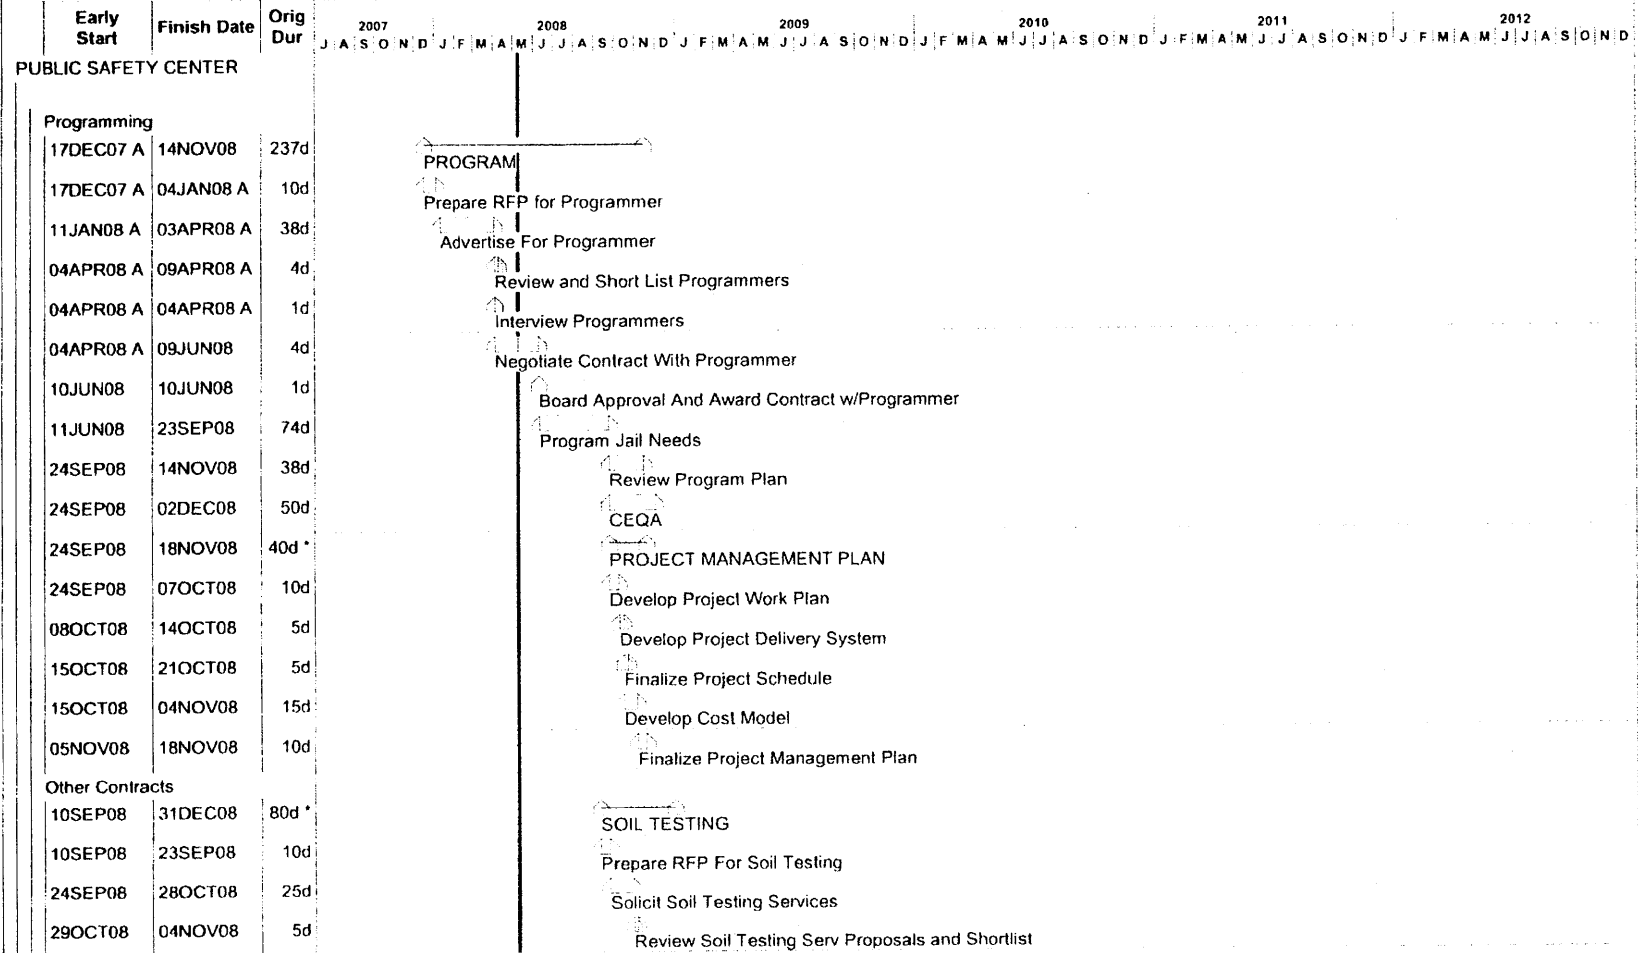 Early Start Finish Date Orig Dur
2007 2008 2009 2010 2011 2012
J A S O N D J F M A M J J A S O N D J F M A M J J A S O N D J F M A M J J A S O N D J F M A M J J A S O N D J F M A M J J A S O N D
PUBLIC SAFETY CENTER
Programming
17DEC07 A 14NOV08 237d
PROGRAM
17DEC07 A 04JAN08 A 10d
Prepare RFP for Programmer
11JAN08 A 03APR08 A 38d
Advertise For Programmer
04APR08 A 09APR08 A 4d
Review and Short List Programmers
04APR08 A 04APR08 A 1d
Interview Programmers
04APR08 A 09JUN08 4d
Negotiate Contract With Programmer
10JUN08 10JUN08 1d
Board Approval And Award Contract w/Programmer
11JUN08 23SEP08 74d
Program Jail Needs
24SEP08 14NOV08 38d
Review Program Plan
24SEP08 02DEC08 50d
CEQA
24SEP08 18NOV08 40d *
PROJECT MANAGEMENT PLAN
24SEP08 07OCT08 10d
Develop Project Work Plan
08OCT08 14OCT08 5d
Develop Project Delivery System
15OCT08 21OCT08 5d
Finalize Project Schedule
15OCT08 04NOV08 15d
Develop Cost Model
05NOV08 18NOV08 10d
Finalize Project Management Plan
Other Contracts
10SEP08 31DEC08 80d *
SOIL TESTING
10SEP08 23SEP08 10d
Prepare RFP For Soil Testing
24SEP08 28OCT08 25d
Solicit Soil Testing Services
29OCT08 04NOV08 5d
Review Soil Testing Serv Proposals and Shortlist